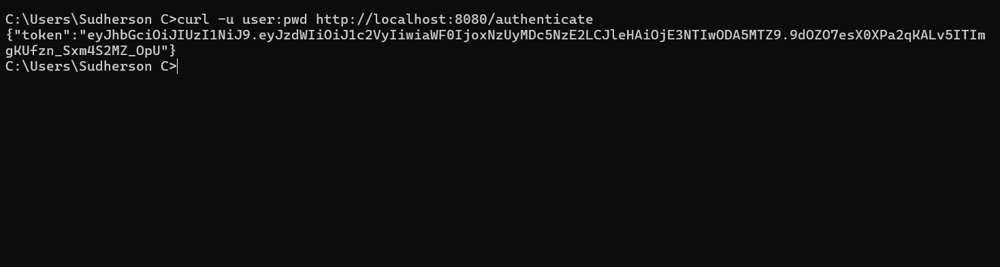 C:\Users\Sudherson C>curl -u user:pwd http://localhost:8080/authenticate
{"token":"eyJhbGciOiJIUzI1NiJ9.eyJzdWIiOiJ1c2VyIiwiaWF0IjoxNzUyMDc5NzE2LCJleHAiOjE3NTIwODA5MTZ9.9dOZO7esX0XPa2qKALv5ITIm
gKUfzn_Sxm4S2MZ_OpU"}
C:\Users\Sudherson C>